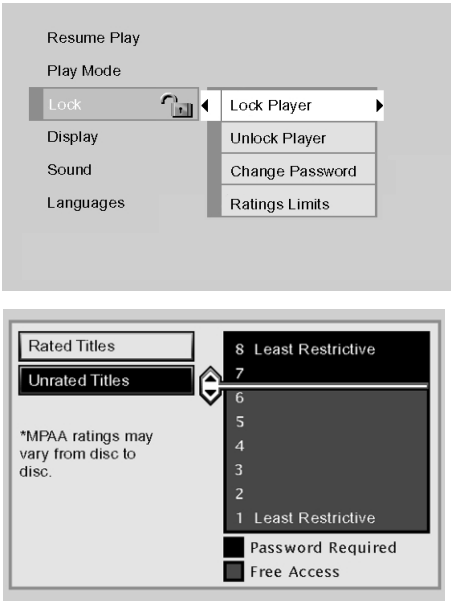 Resume Play
Play Mode
Lock
Lock Player
Display
Unlock Player
Sound
Change Password
Languages
Ratings Limits
Rated Titles
Unrated Titles
*MPAA ratings may
vary from disc to
disc.
8 Least Restrictive
7
6
5
4
3
2
1 Least Restrictive
Password Required
Free Access